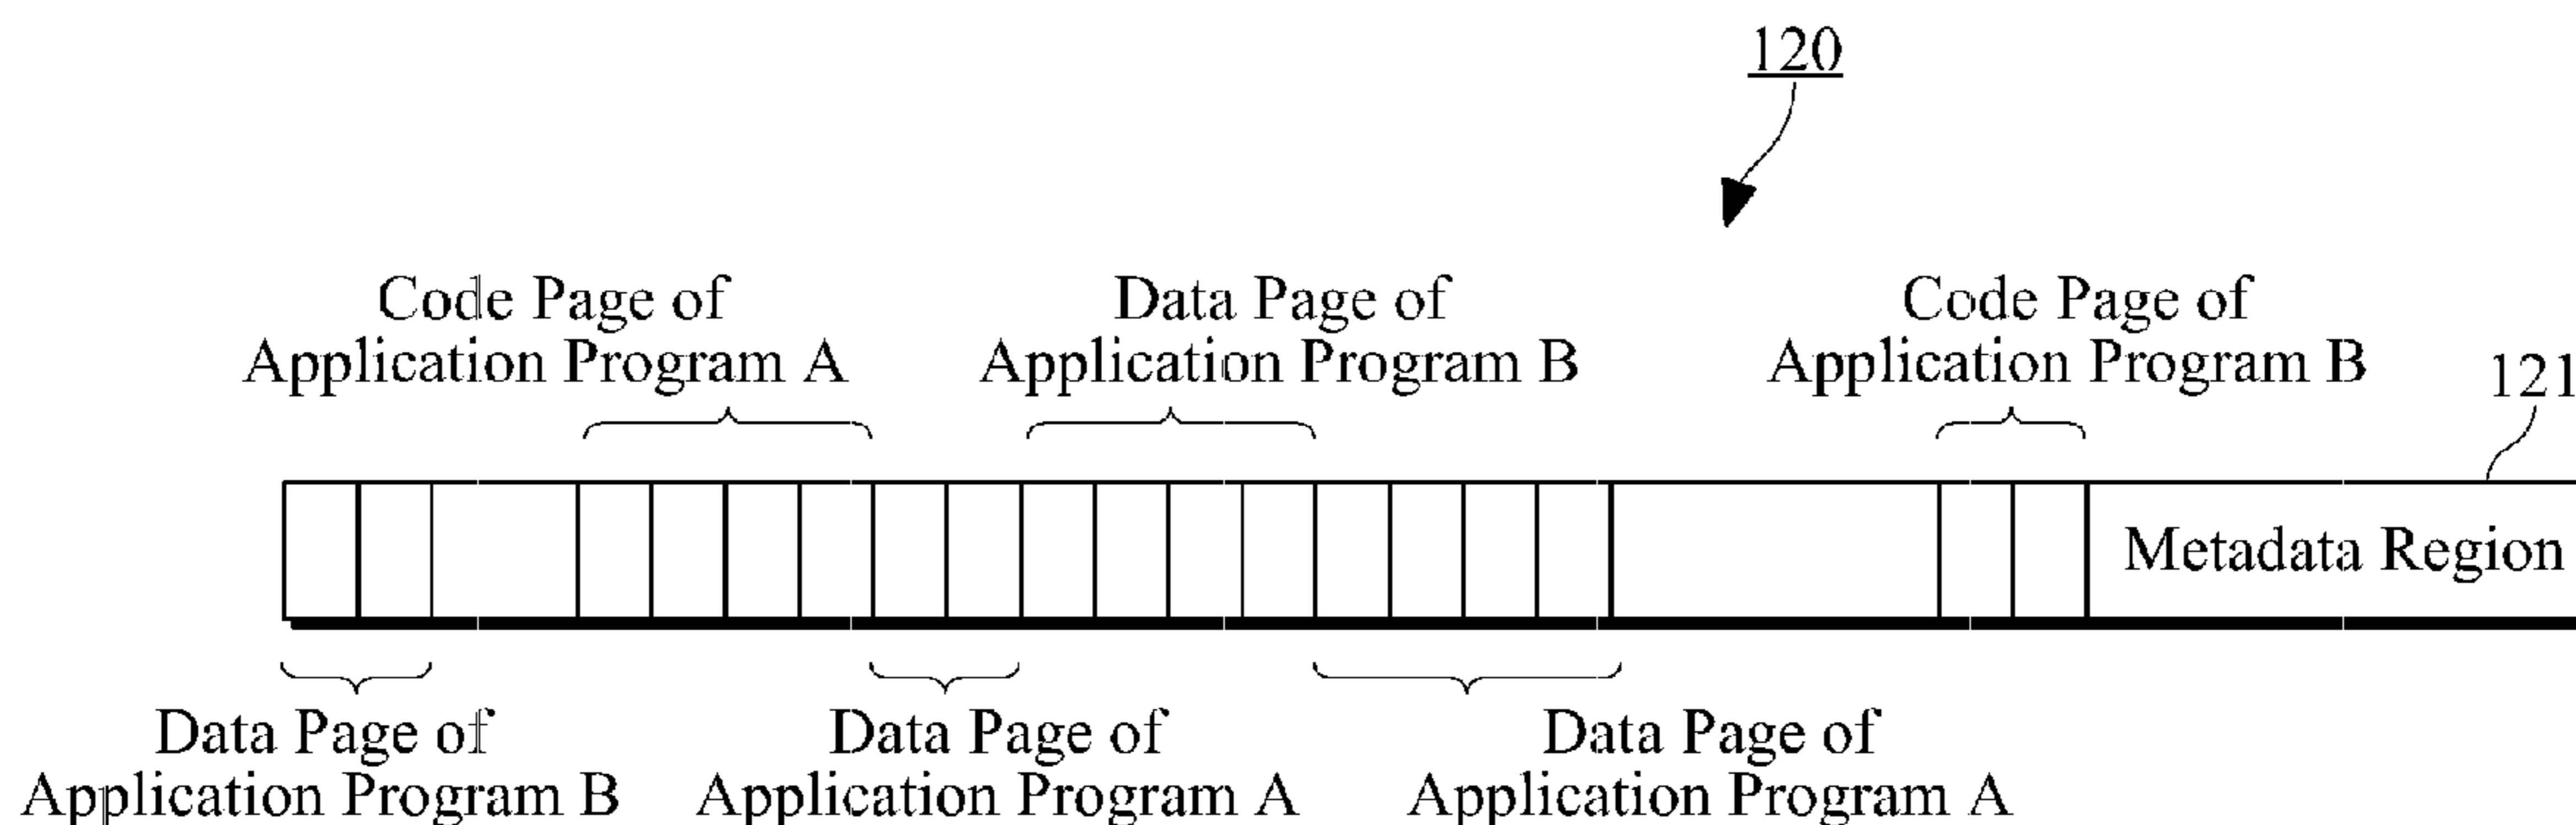 120
Code Page of
Application Program A
Data Page of
Application Program B
Code Page of
Application Program B
121
Metadata Region
Data Page of
Application Program B
Data Page of
Application Program A
Data Page of
Application Program A